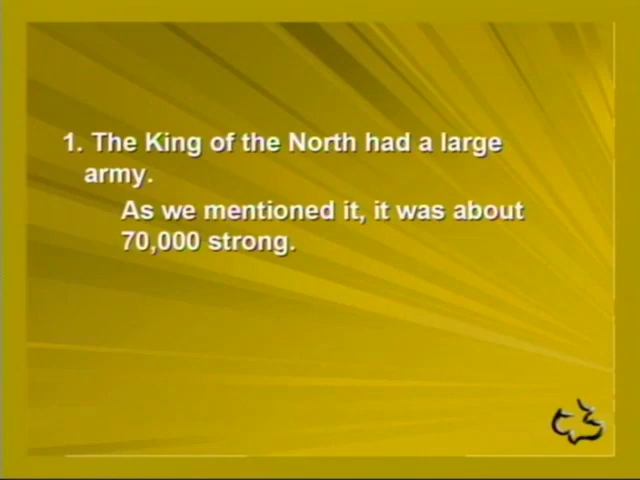 1. The King of the North had a large
army.
As we mentioned it, it was about
70,000 strong.